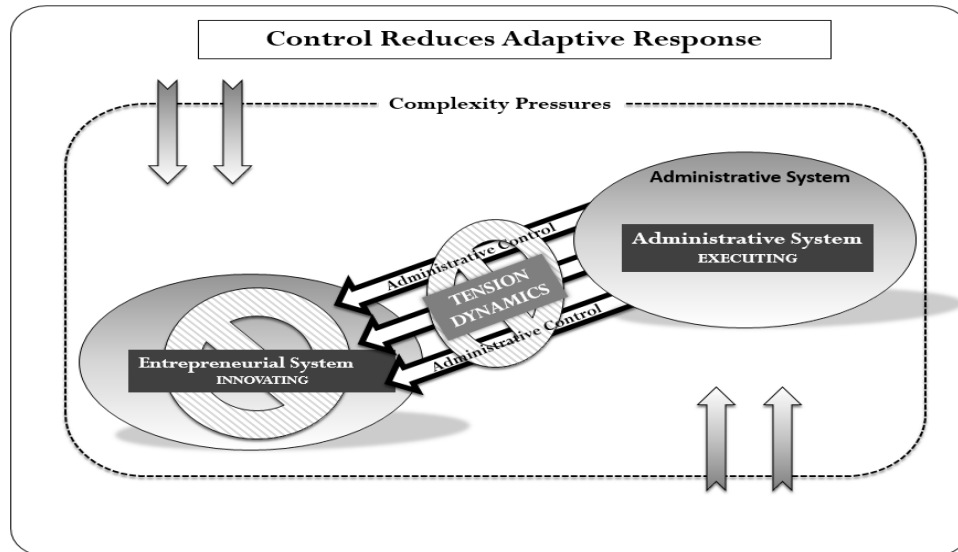 Control Reduces Adaptive Response
Complexity Pressures
Administrative System
Administrative System
EXECUTING
Administrative Control
TENSION
DYNAMICS
Administrative Control
Entrepreneurial System
INNOVATING